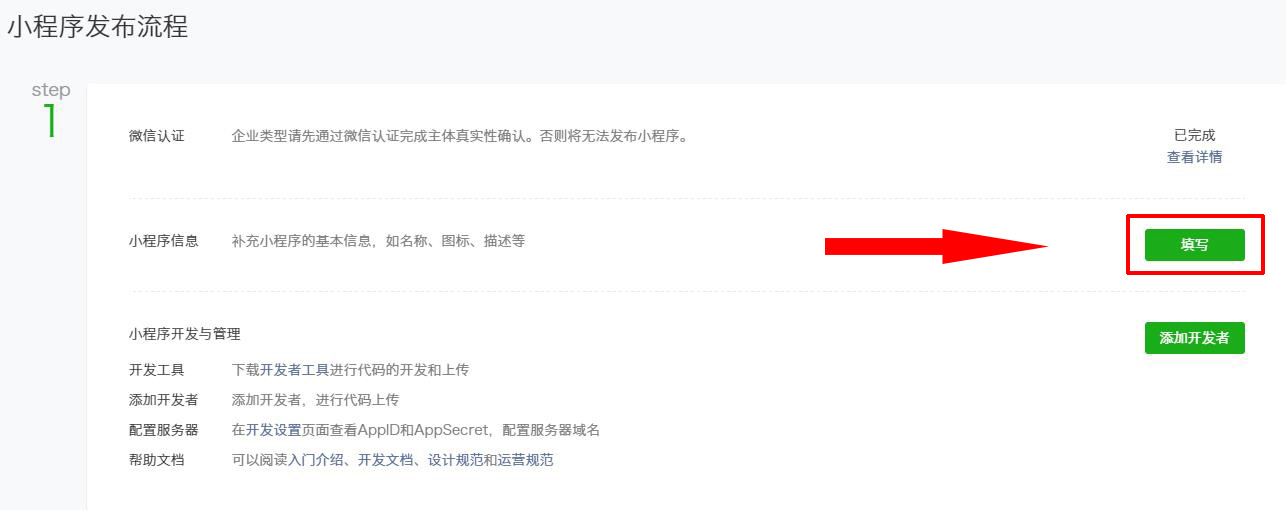 小程序发布流程
step
1
微信认证 企业类型请先通过微信认证完成主体真实性确认。否则将无法发布小程序。 已完成
查看详情
小程序信息 补充小程序的基本信息，如名称、图标、描述等 填写
小程序开发与管理 添加开发者
开发工具 下载开发者工具进行代码的开发和上传
添加开发者 添加开发者，进行代码上传
配置服务器 在开发设置页面查看AppID和AppSecret，配置服务器域名
帮助文档 可以阅读入门介绍、开发文档、设计规范和运营规范